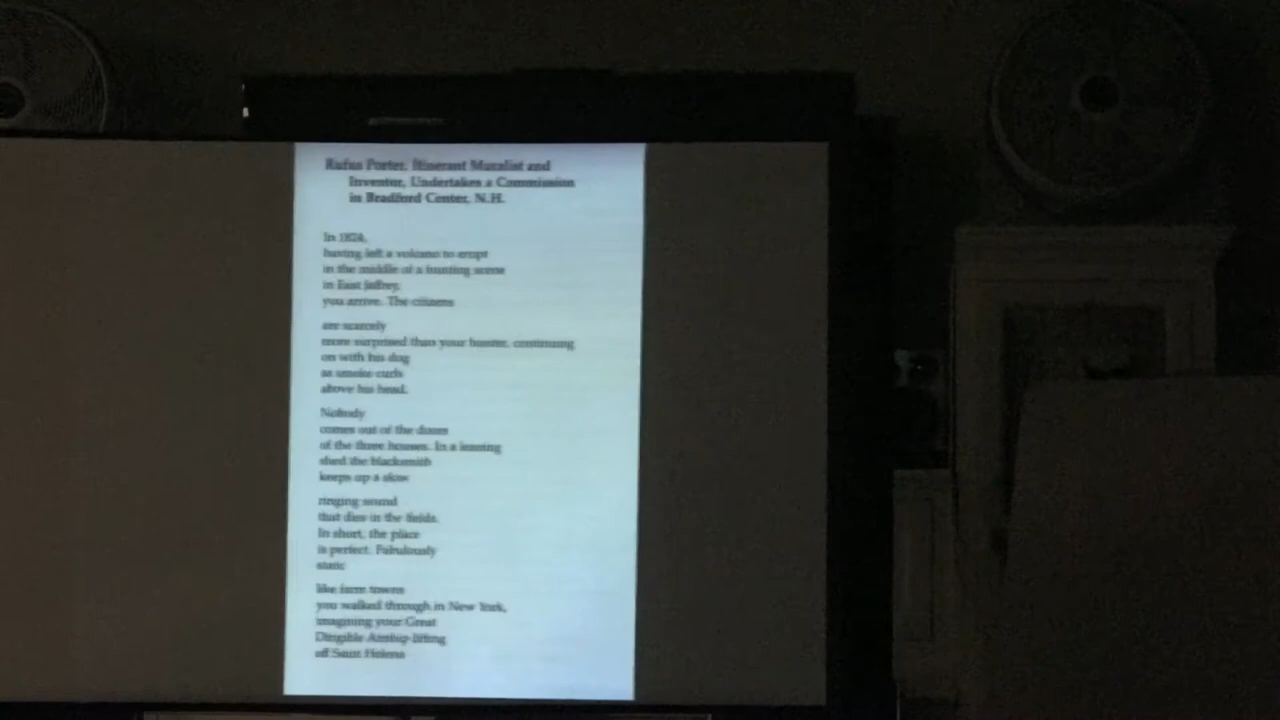 Rufus Porter, Itinerant Muralist and
Inventor, Undertakes a Commission
in Bradford Center, N.H.
In 1824,
having left a volcano to erupt
in the middle of a hunting scene
in East Jaffrey,
you arrive. The citizens
are scarcely
more surprised than your hunter, continuing
on with his dog
as smoke curls
above his head.
Nobody
comes out of the doors
of the three houses. In a leaning
shed the blacksmith
keeps up a slow
ringing sound
that dies in the fields.
In short, the place
is perfect. Fabulously
static
like farm towns
you walked through in New York,
imagining your Great
Dirigible Airship lifting
off Saint Helena